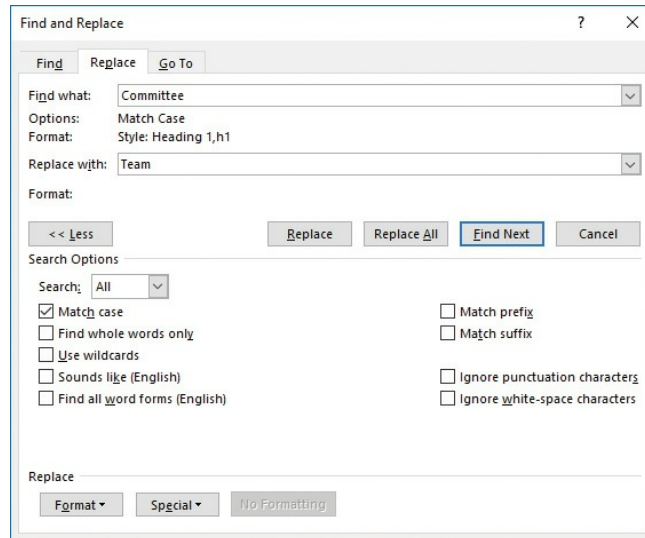 Find and Replace ? ×
Find Replace Go To
Find what: Committee
Options: Match Case
Format: Style: Heading 1,h1
Replace with: Team
Format:
<< Less Replace Replace All Find Next Cancel
Search Options
Search: All
Match case Match prefix
Find whole words only Match suffix
Use wildcards
Sounds like (English) Ignore punctuation characters
Find all word forms (English) Ignore white-space characters
Replace
Format Special No Formatting